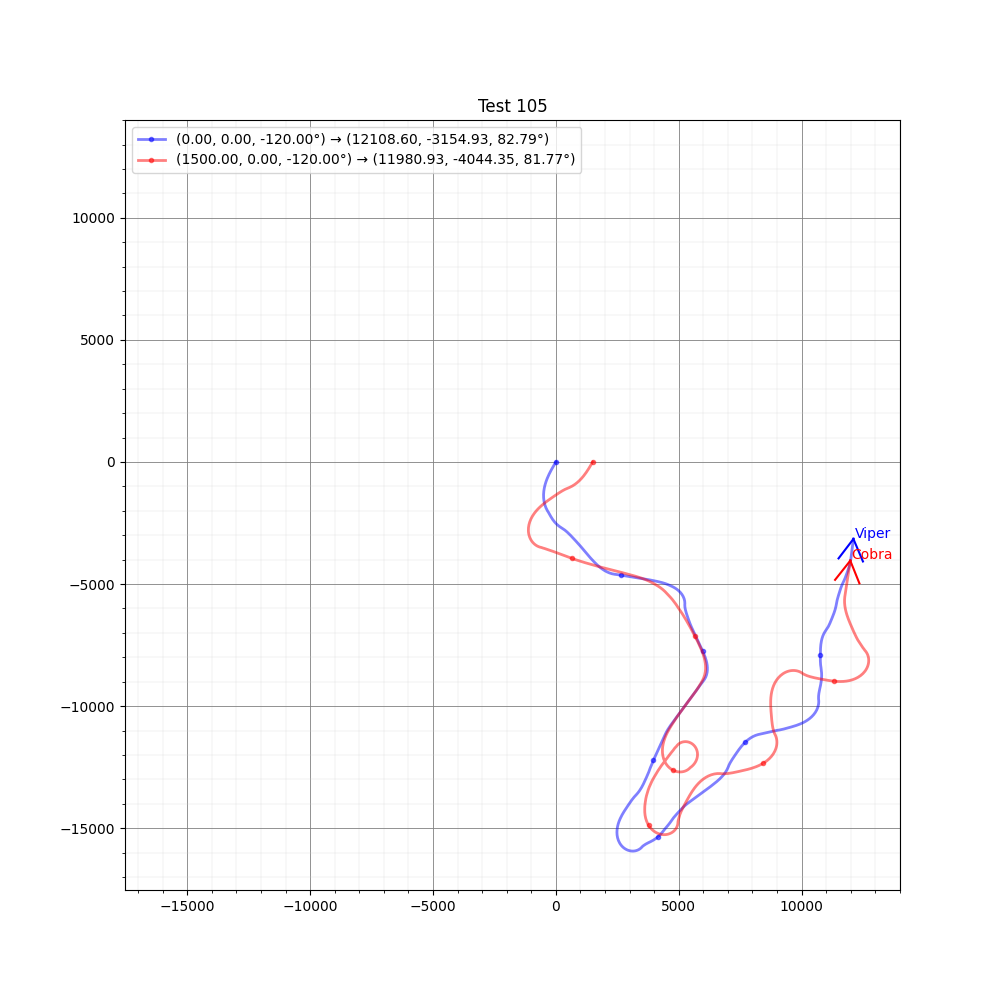 Test 105
(0.00, 0.00, -120.00°) → (12108.60, -3154.93, 82.79°)
(1500.00, 0.00, -120.00°) → (11980.93, -4044.35, 81.77°)
10000
5000
0
Viper
Cobra
−5000
−10000
−15000
−15000 −10000 −5000 0 5000 10000